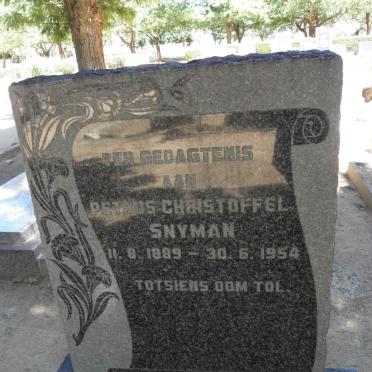 TER GEDAGTENIS
AAN
PETRUS CHRISTOFFEL
SNYMAN
11. 8. 1889 – 30. 6. 1954
TOTSIENS OOM TOL.